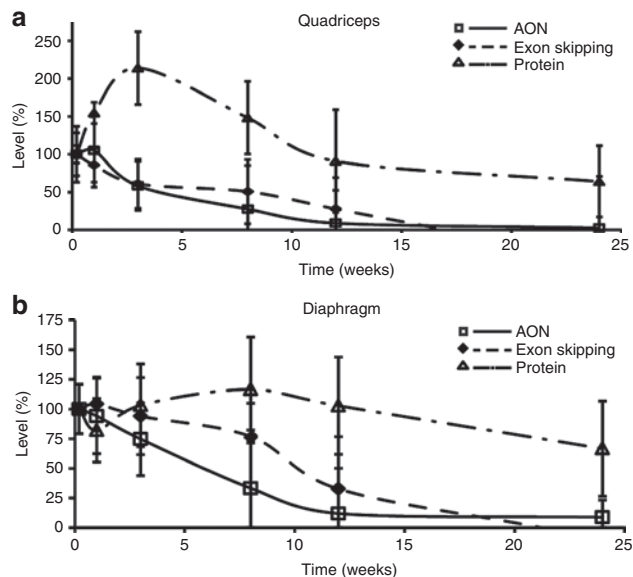 a
Quadriceps
AON
Exon skipping
Protein
Level (%)
250
200
150
100
50
0
0 5 10 15 20 25
Time (weeks)
b
Diaphragm
AON
Exon skipping
Protein
Level (%)
175
150
125
100
75
50
25
0
0 5 10 15 20 25
Time (weeks)